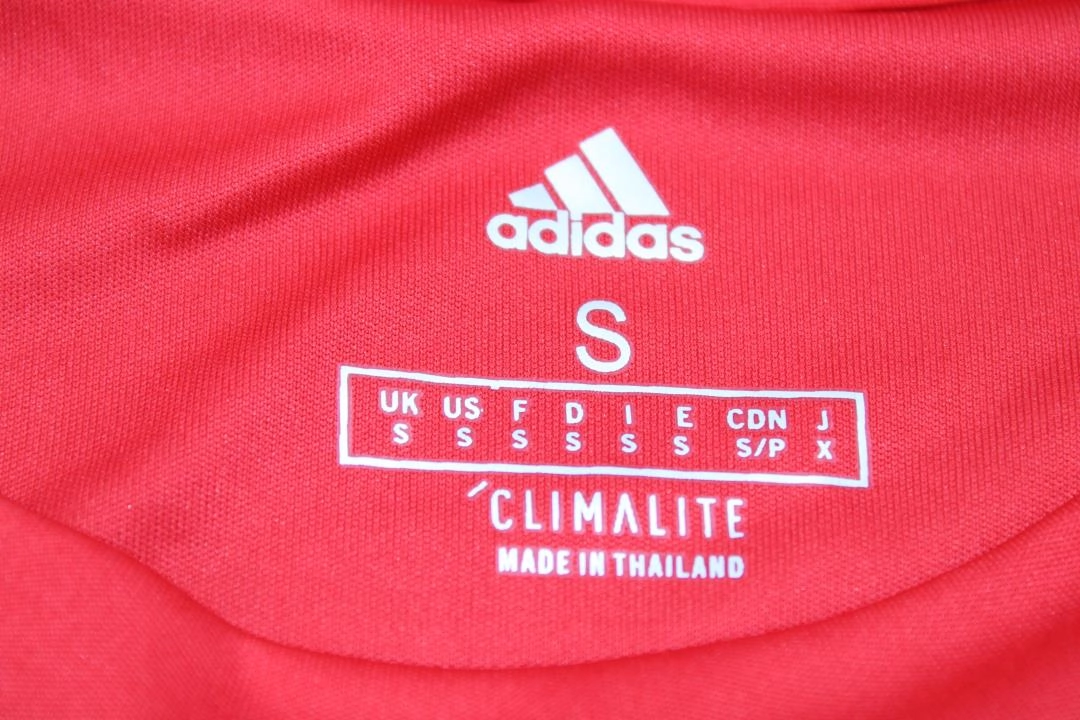 adidas
S
UK US F D I E CDN J
S S S S S S S/P X
CLIMALITE
MADE IN THAILAND